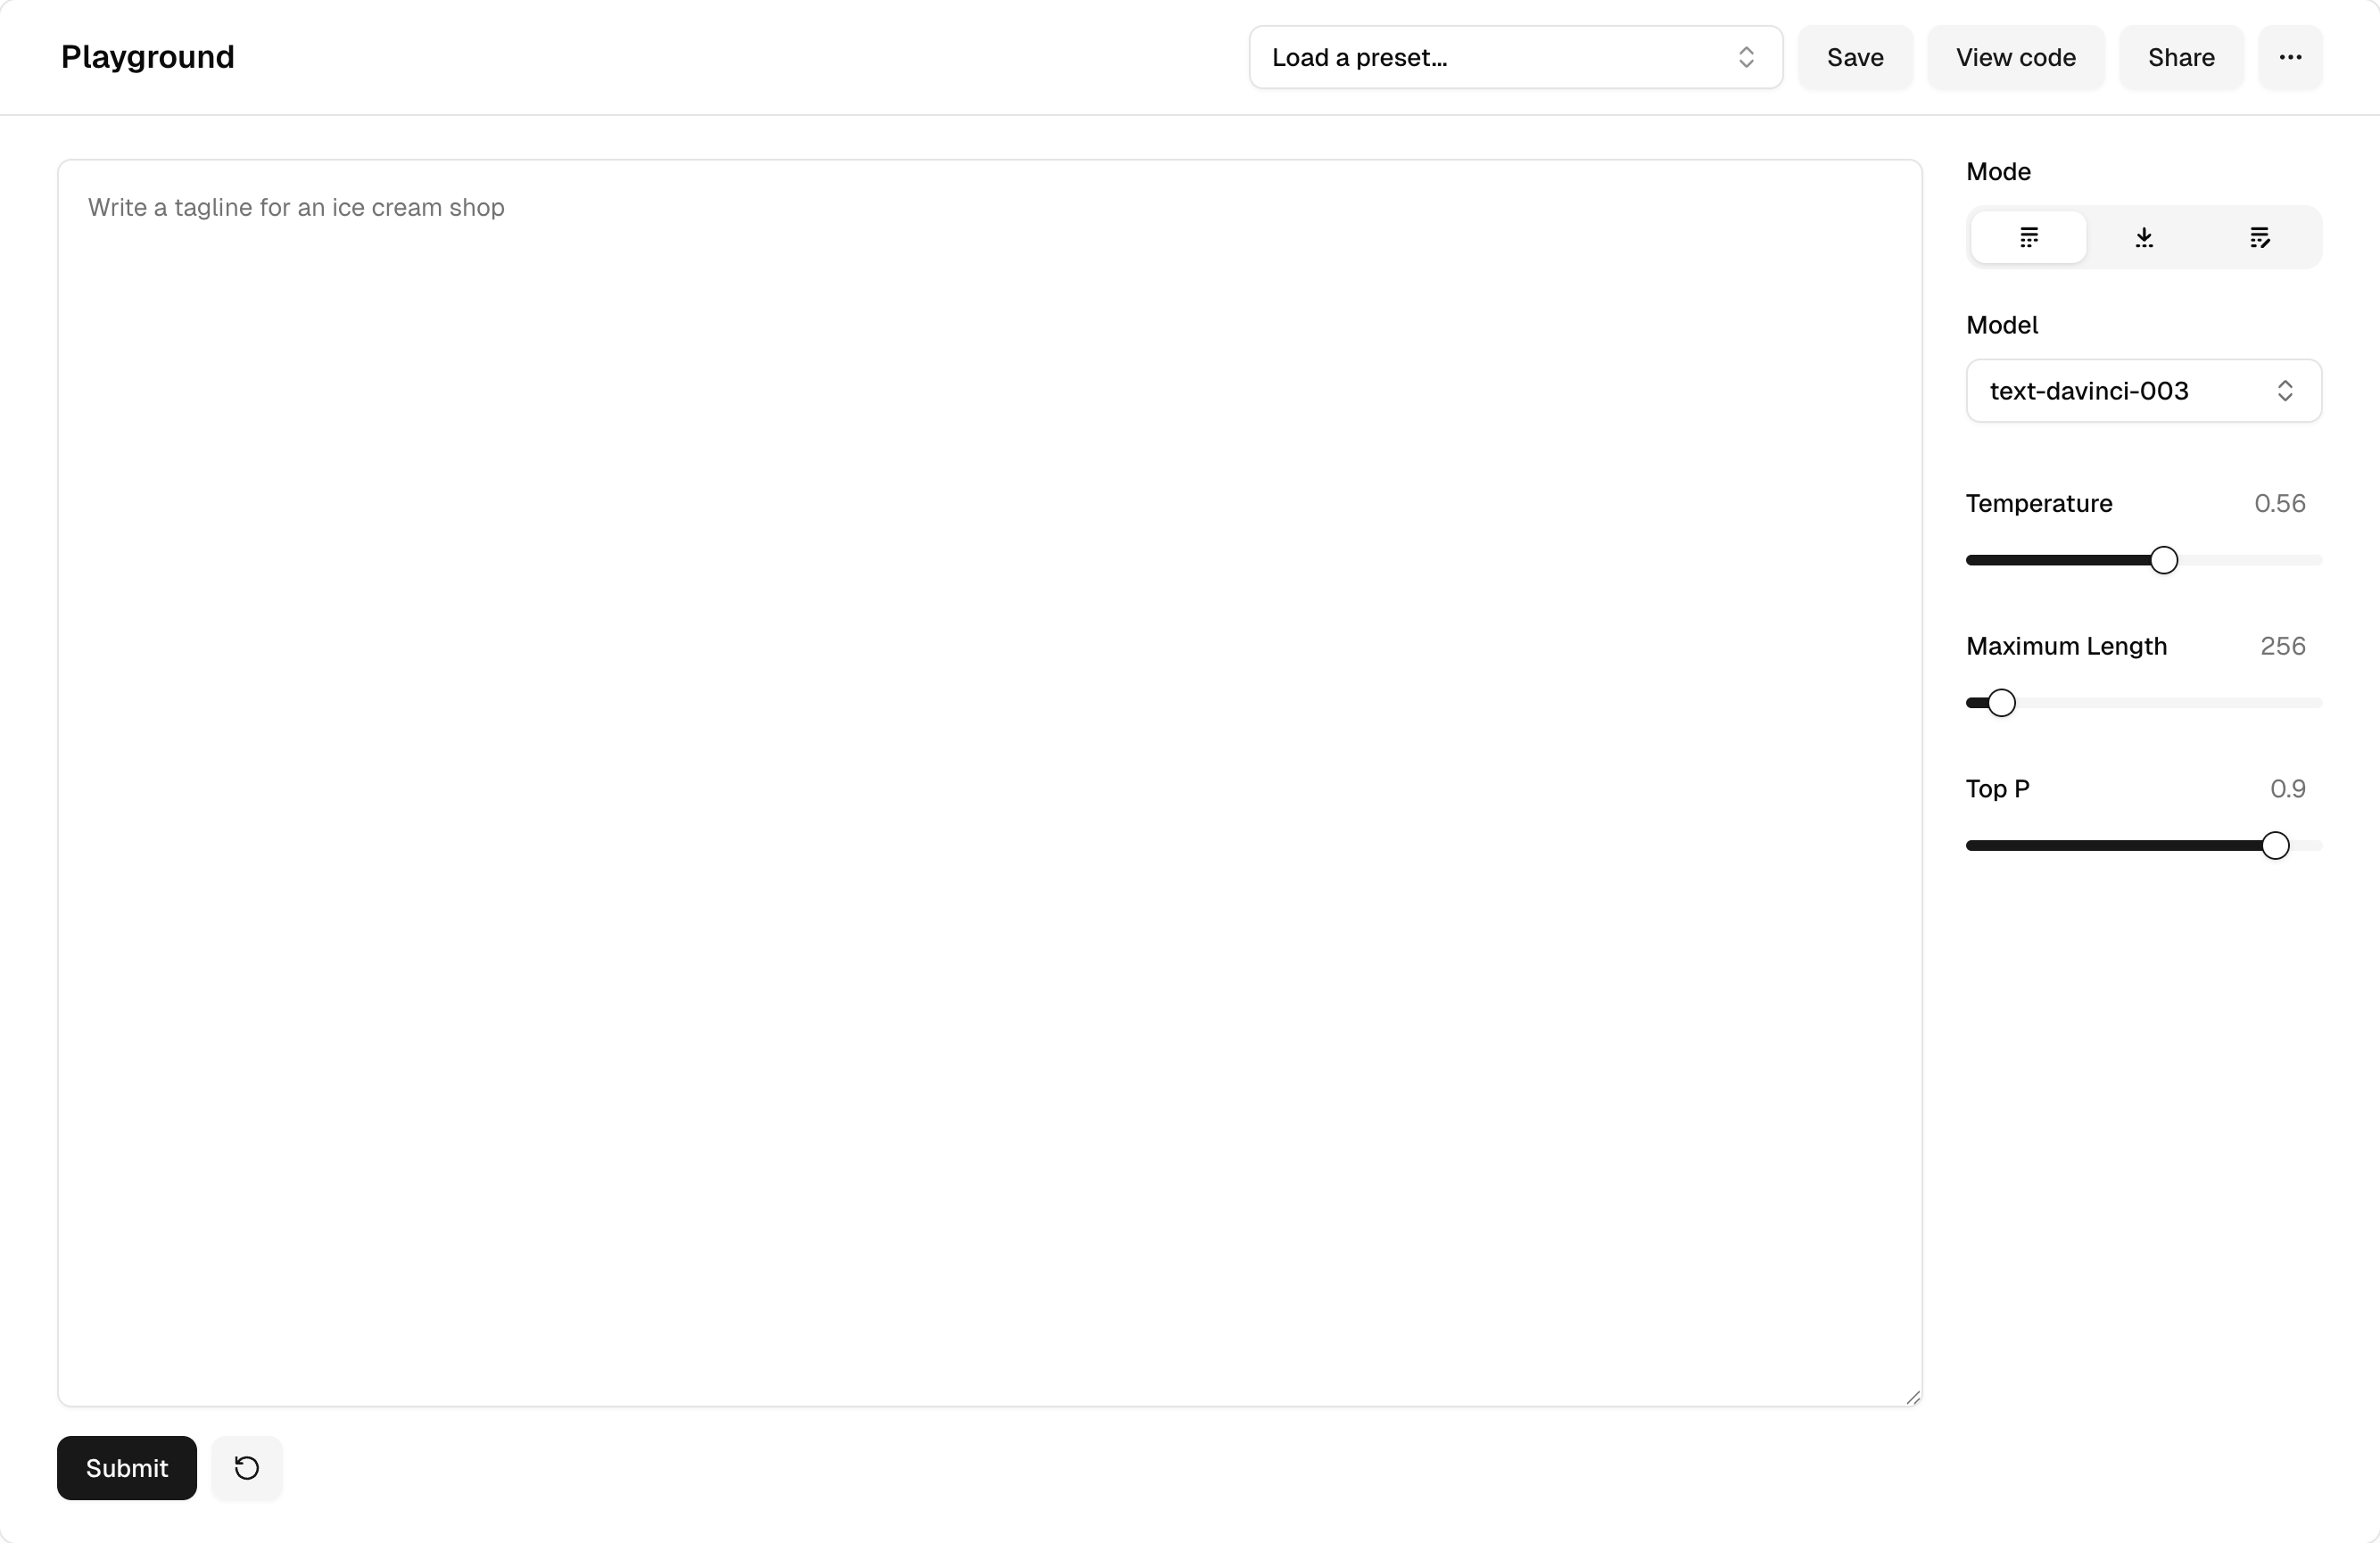 Playground
Load a preset...
Save
View code
Share
Write a tagline for an ice cream shop
Mode
Model
text-davinci-003
Temperature 0.56
Maximum Length 256
Top P 0.9
Submit